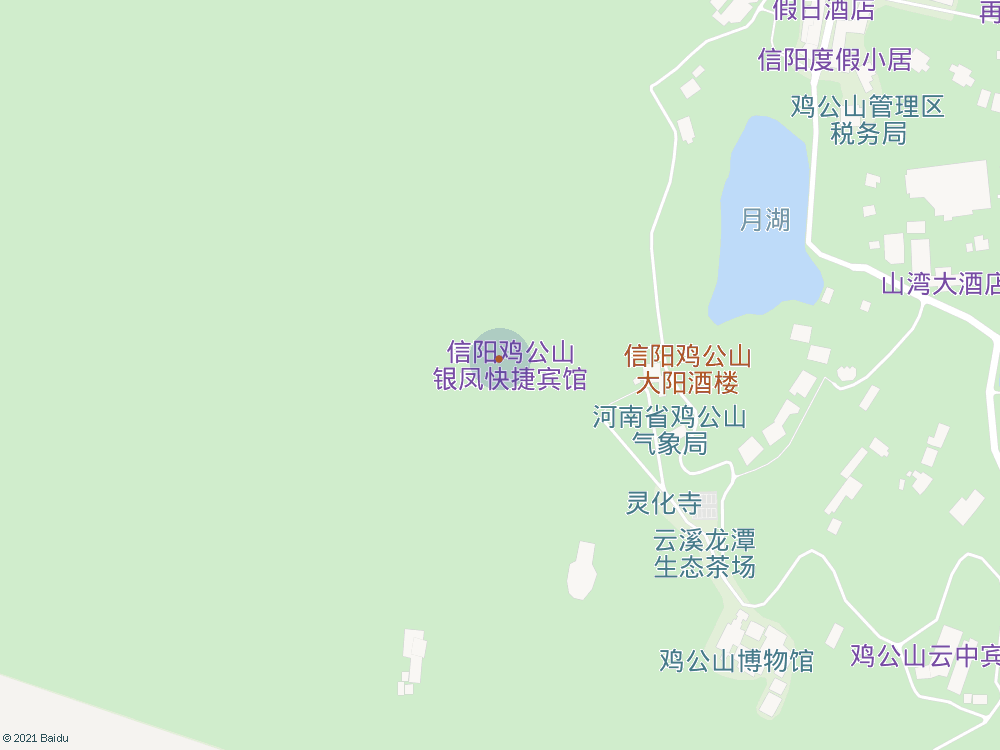 假日酒店
再
信阳度假小居
鸡公山管理区
税务局
月湖
山湾大酒店
信阳鸡公山
银凤快捷宾馆
信阳鸡公山
大阳酒楼
河南省鸡公山
气象局
灵化寺
云溪龙潭
生态茶场
鸡公山博物馆
鸡公山云中宾
© 2021 Baidu